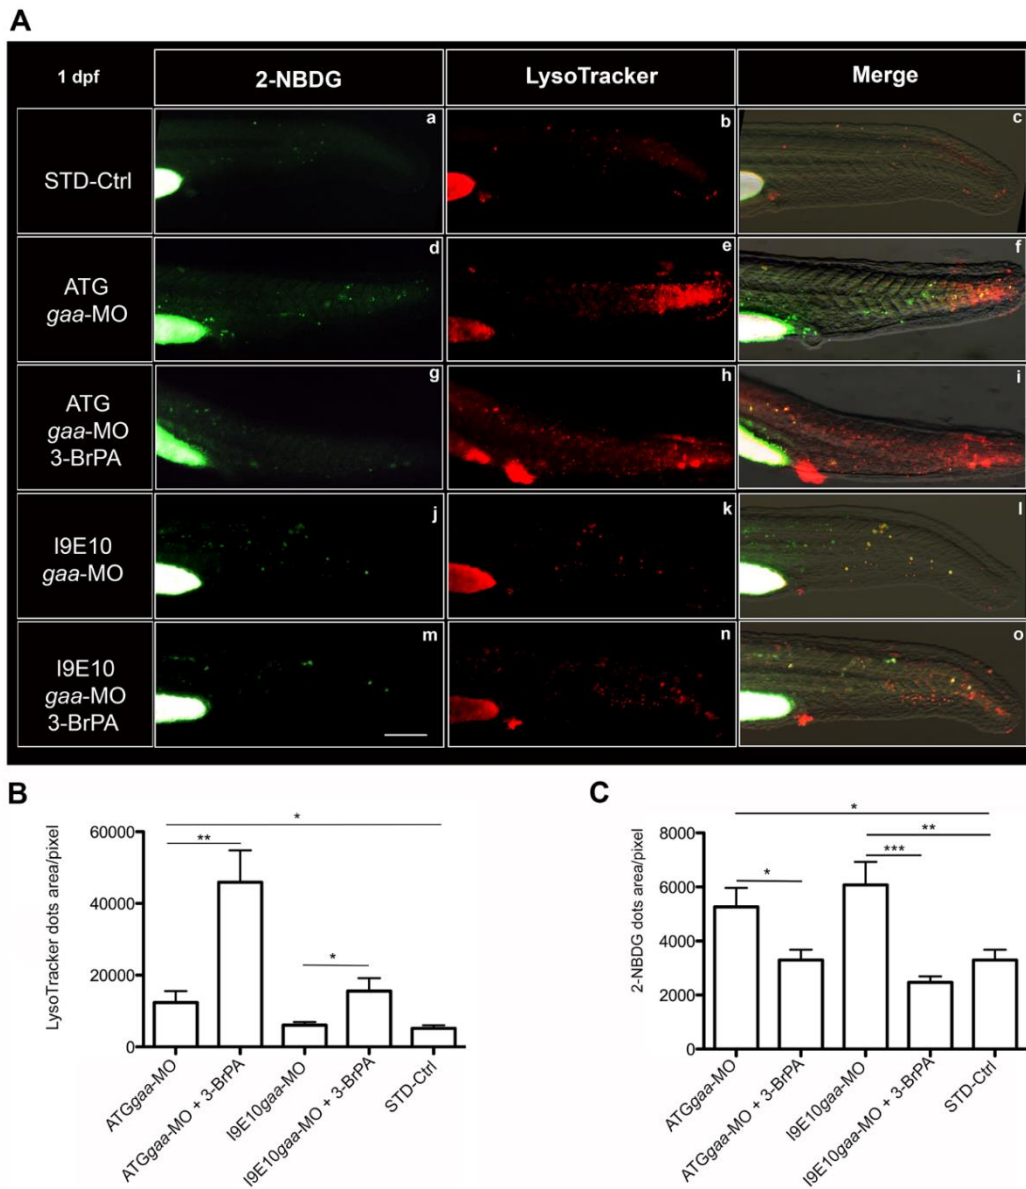 A
1 dpf 2-NBDG LysoTracker Merge
STD-Ctrl
a b c
ATG
gaa-MO
d e f
ATG
gaa-MO
3-BrPA
g h i
I9E10
gaa-MO
j k l
I9E10
gaa-MO
3-BrPA
m n o
B
LysoTracker dots area/pixel
60000
40000
20000
0
*
**
*
ATGgaa-MO
ATGgaa-MO + 3-BrPA
I9E10gaa-MO
I9E10gaa-MO + 3-BrPA
STD-Ctrl
C
2-NBDG dots area/pixel
8000
6000
4000
2000
0
*
**
***
*
ATGgaa-MO
ATGgaa-MO + 3-BrPA
I9E10gaa-MO
I9E10gaa-MO + 3-BrPA
STD-Ctrl